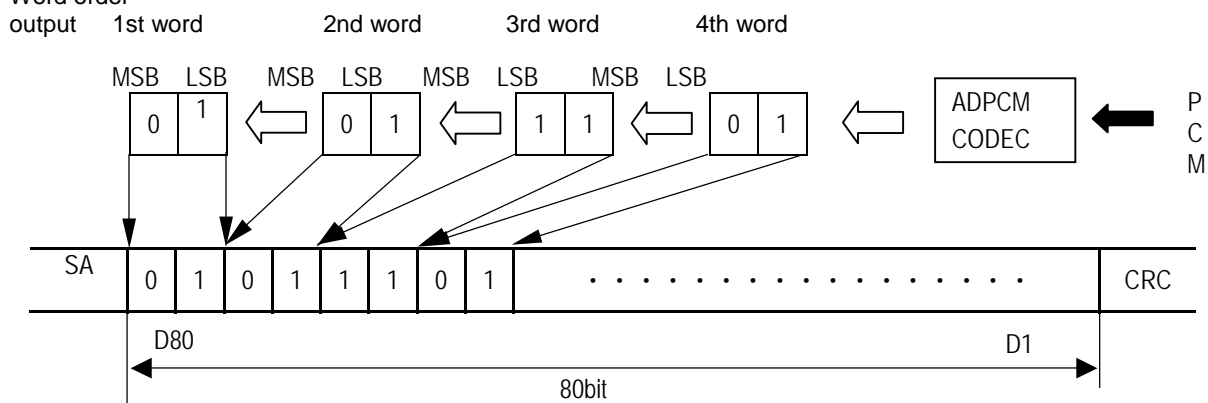 Word order
output 1st word 2nd word 3rd word 4th word
MSB LSB MSB LSB MSB LSB MSB LSB
0 1 0 1 1 1 0 1
ADPCM
CODEC
P
C
M
SA 0 1 0 1 1 1 0 1 · · · · · · · · · · · · · · · · · CRC
D80 D1
80bit